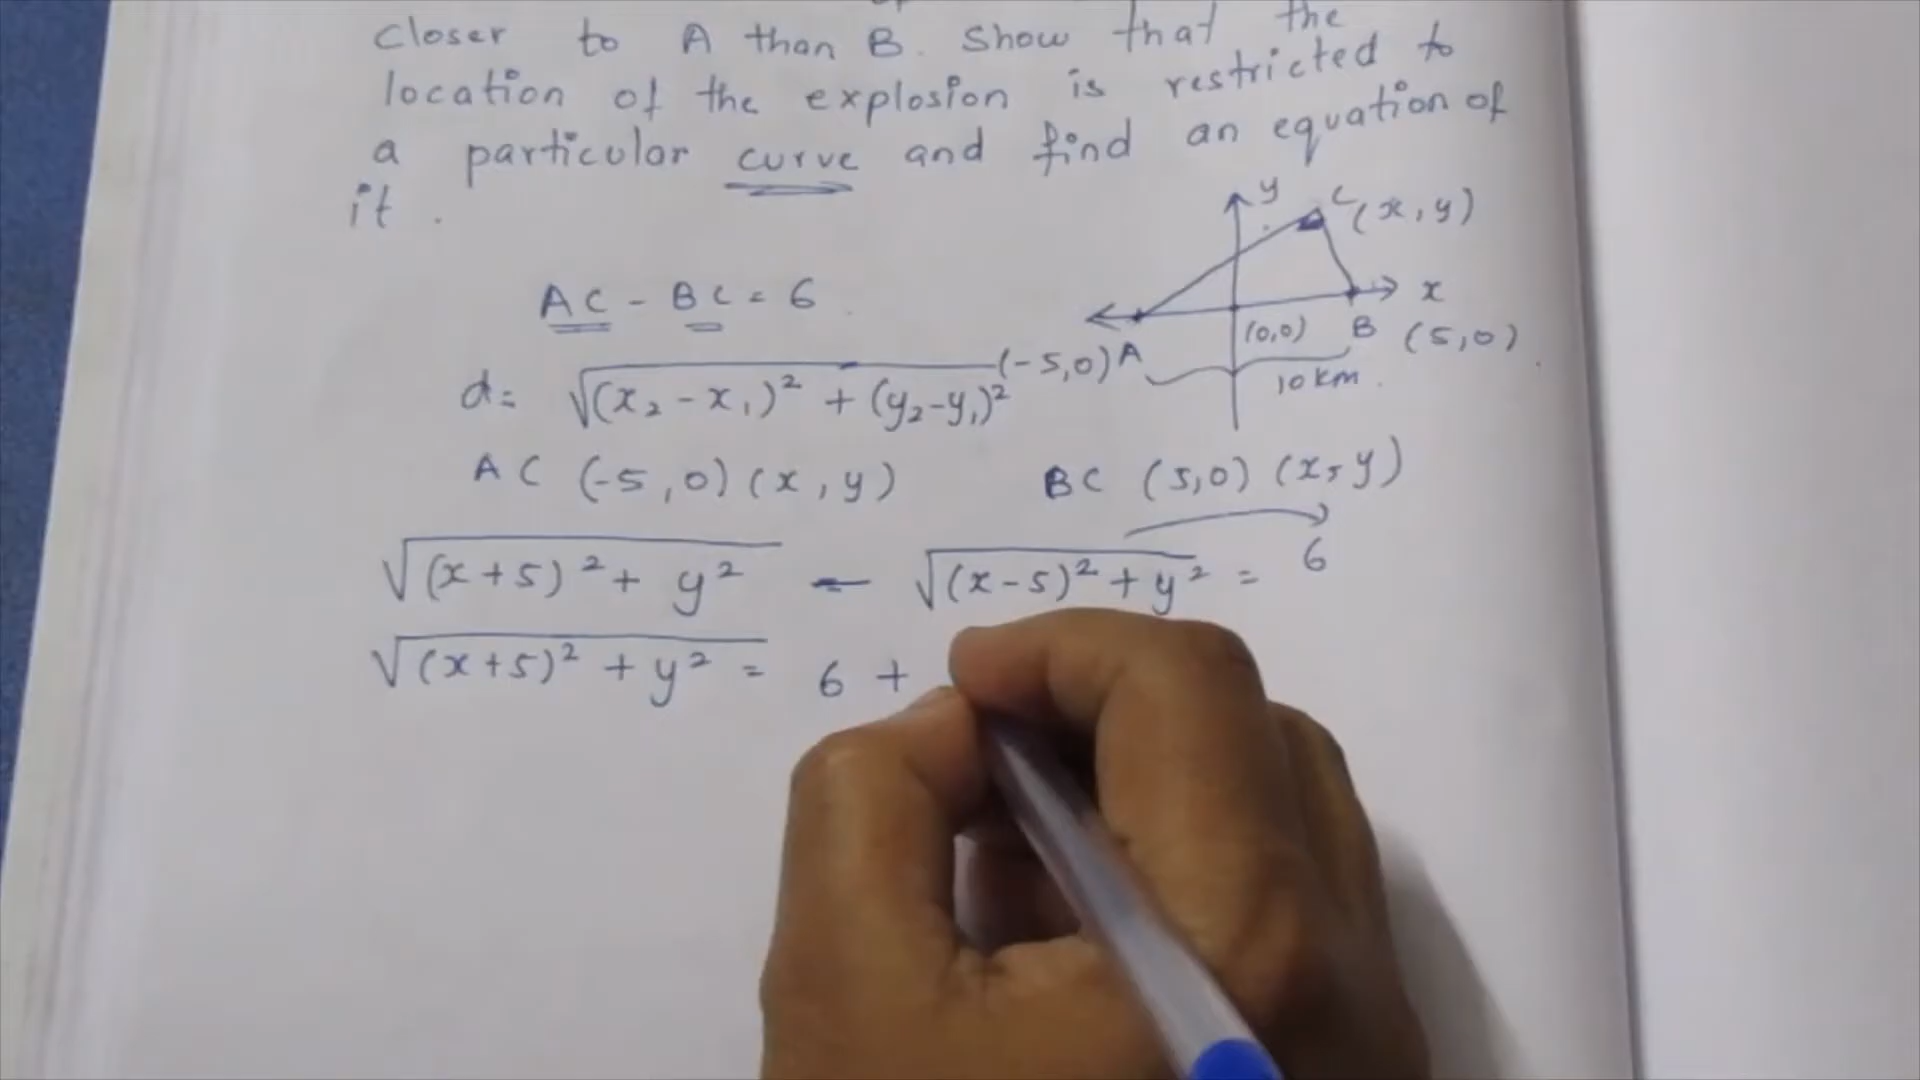 closer to A than B. Show that the
location of the explosion is restricted to
a particular curve and find an equation of
it.
y
C (x, y)
AC - BC = 6
x
(0,0) B (5,0)
(-5,0) A
10 km
d = √(x₂ - x₁)² + (y₂ - y₁)²
AC (-5,0) (x, y) BC (5,0) (x, y)
√(x+5)² + y² - √(x-5)² + y² = 6
√(x+5)² + y² = 6 +